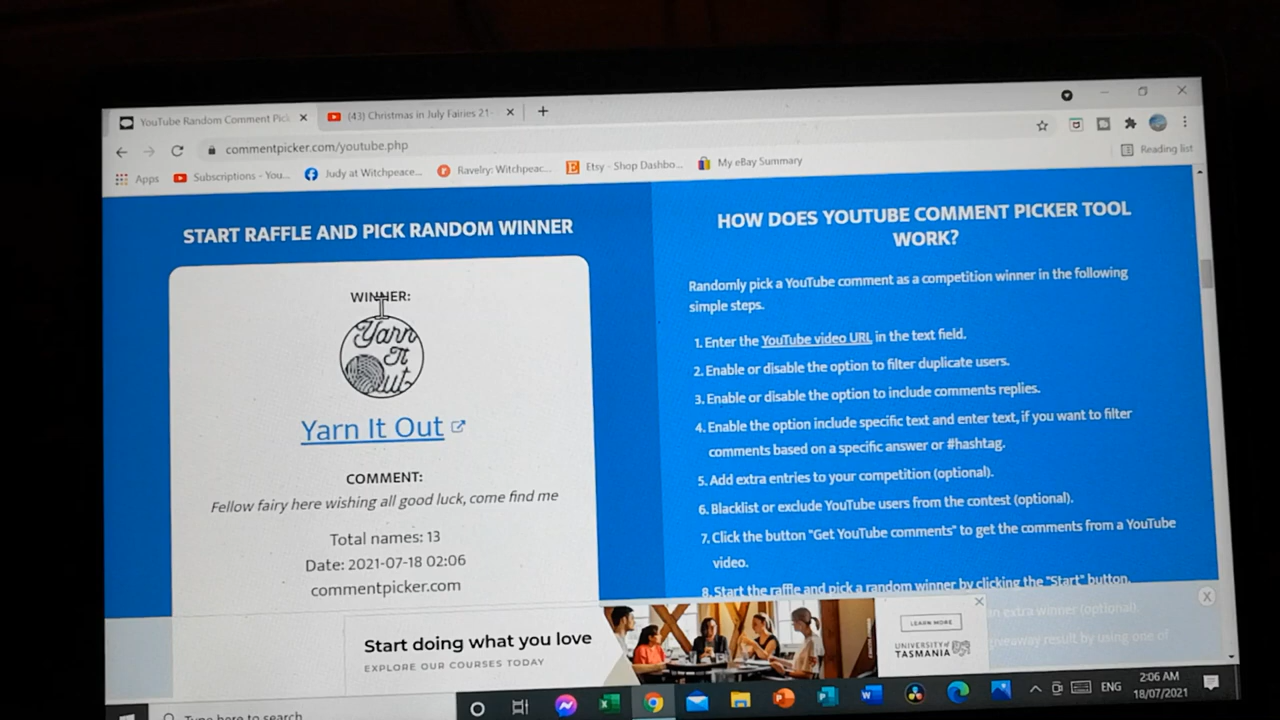 YouTube Random Comment Pick
(43) Christmas in July Fairies 21-
commentpicker.com/youtube.php
Reading list
Apps
Subscriptions - You...
Judy at Witchpeace...
Ravelry: Witchpeac...
Etsy - Shop Dashbo...
My eBay Summary
START RAFFLE AND PICK RANDOM WINNER
WINNER:
Yarn
It
Out
Yarn It Out
COMMENT:
Fellow fairy here wishing all good luck, come find me
Total names: 13
Date: 2021-07-18 02:06
commentpicker.com
HOW DOES YOUTUBE COMMENT PICKER TOOL
WORK?
Randomly pick a YouTube comment as a competition winner in the following
simple steps.
1. Enter the YouTube video URL in the text field.
2. Enable or disable the option to filter duplicate users.
3. Enable or disable the option to include comments replies.
4. Enable the option include specific text and enter text, if you want to filter
comments based on a specific answer or #hashtag.
5. Add extra entries to your competition (optional).
6. Blacklist or exclude YouTube users from the contest (optional).
7. Click the button "Get YouTube comments" to get the comments from a YouTube
video.
8. Start the raffle and pick a random winner by clicking the "Start" button.
an extra winner (optional).
giveaway result by using one of
Start doing what you love
EXPLORE OUR COURSES TODAY
LEARN MORE
UNIVERSITY of
TASMANIA
Type here to search
ENG
2:06 AM
18/07/2021